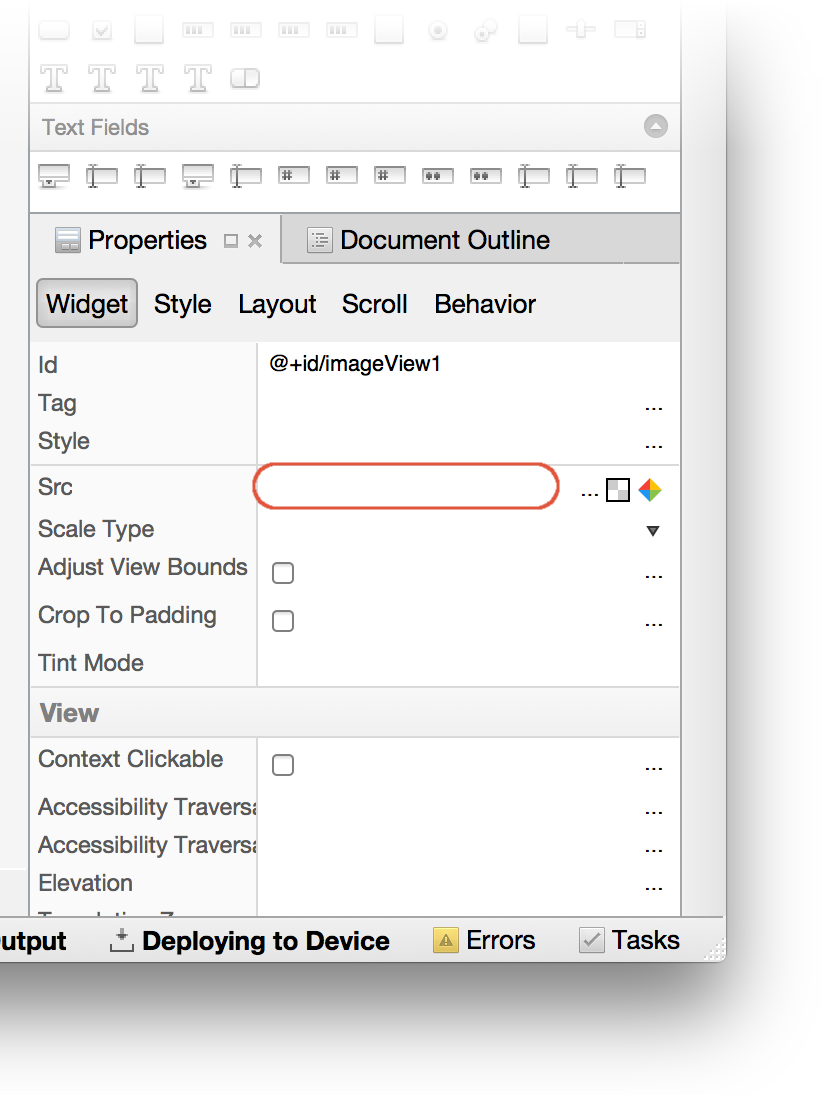 Text Fields
Properties
Document Outline
Widget Style Layout Scroll Behavior
Id @+id/imageView1
Tag ...
Style ...
Src ...
Scale Type
Adjust View Bounds ...
Crop To Padding ...
Tint Mode
View
Context Clickable ...
Accessibility Traversa ...
Accessibility Traversa ...
Elevation ...
utput Deploying to Device Errors Tasks